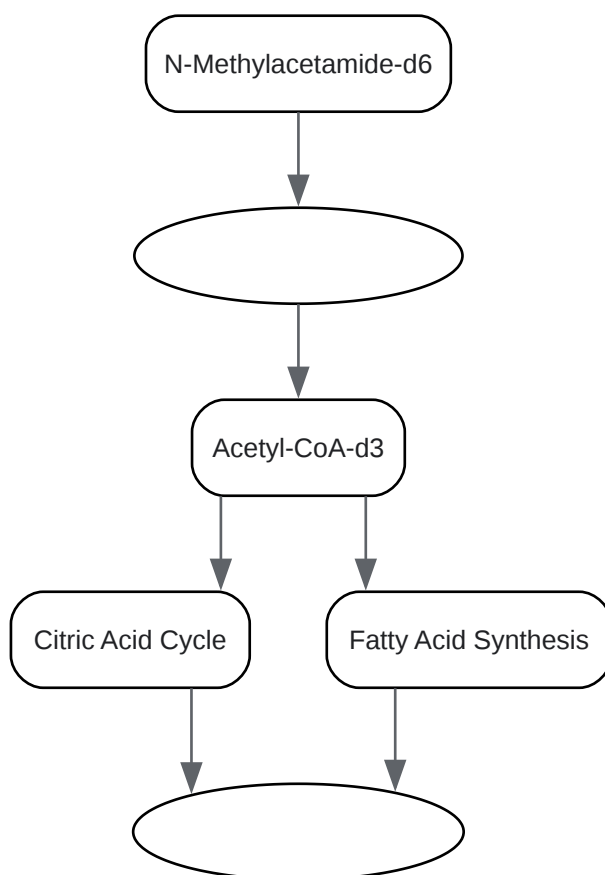 N-Methylacetamide-d6
Acetyl-CoA-d3
Citric Acid Cycle
Fatty Acid Synthesis